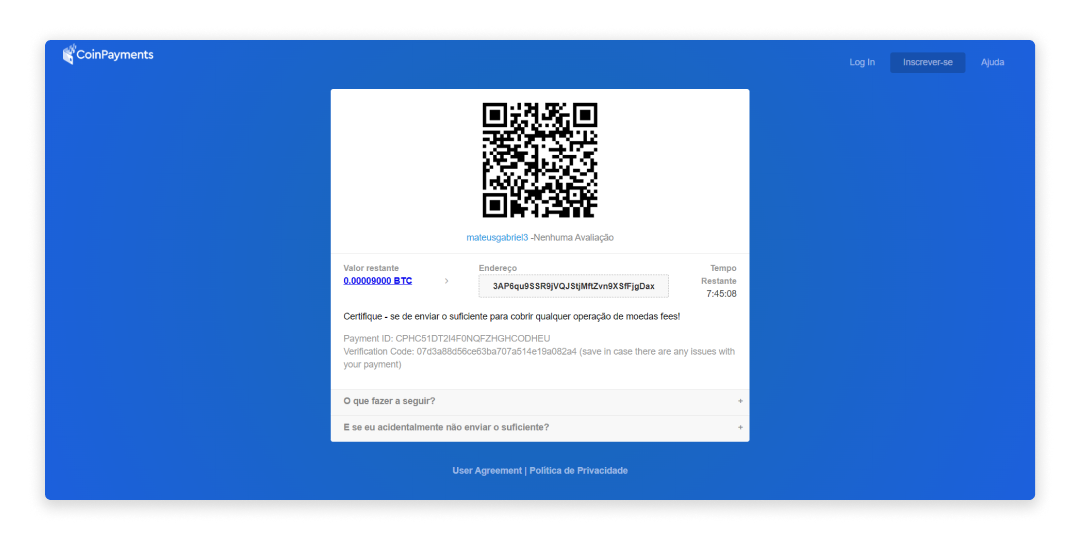 CoinPayments
Log In
Inscrever-se
Ajuda
mateusgabriel3 -Nenhuma Avaliação
Valor restante
0.00009000 BTC
Endereço
3AP6qu9SSR9jVQJStjMftZvn9XSfFjgDax
Tempo
Restante
7:45:08
Certifique - se de enviar o suficiente para cobrir qualquer operação de moedas fees!
Payment ID: CPHC51DT2I4F0NQFZHGHCODHEU
Verification Code: 07d3a88d56ce63ba707a514e19a082a4 (save in case there are any issues with
your payment)
O que fazer a seguir?
+
E se eu acidentalmente não enviar o suficiente?
+
User Agreement | Política de Privacidade